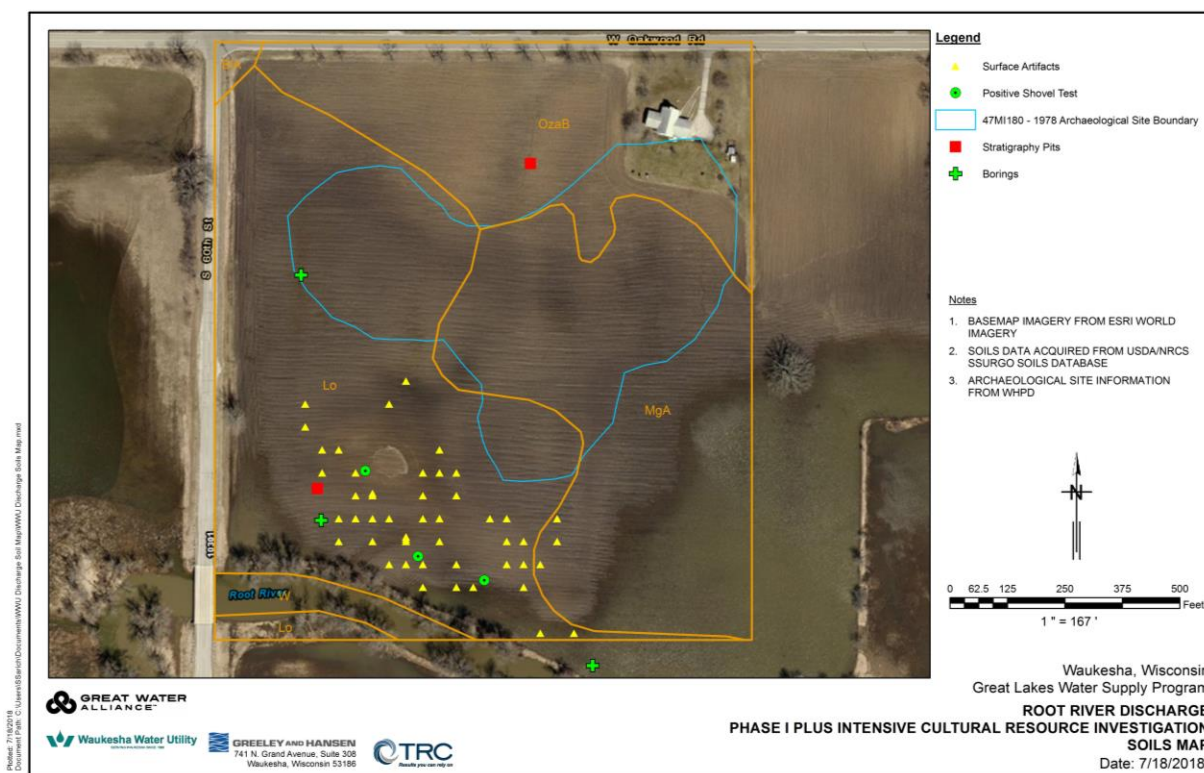 W Oakwood Rd
OzaB
S 60th St
Lo
MgA
Root River
W
Lo
Legend
Surface Artifacts
Positive Shovel Test
47MI180 - 1978 Archaeological Site Boundary
Stratigraphy Pits
Borings
Notes
1. BASEMAP IMAGERY FROM ESRI WORLD
IMAGERY
2. SOILS DATA ACQUIRED FROM USDA/NRCS
SSURGO SOILS DATABASE
3. ARCHAEOLOGICAL SITE INFORMATION
FROM WHPD
N
0 62.5 125 250 375 500
Feet
1 " = 167 '
Waukesha, Wisconsin
Great Lakes Water Supply Program
ROOT RIVER DISCHARGE
PHASE I PLUS INTENSIVE CULTURAL RESOURCE INVESTIGATION
SOILS MAP
Date: 7/18/2018
GREAT WATER
ALLIANCE
Waukesha Water Utility
GREELEY AND HANSEN
741 N. Grand Avenue, Suite 308
Waukesha, Wisconsin 53186
TRC
Results you can rely on
Plotted: 7/18/2018